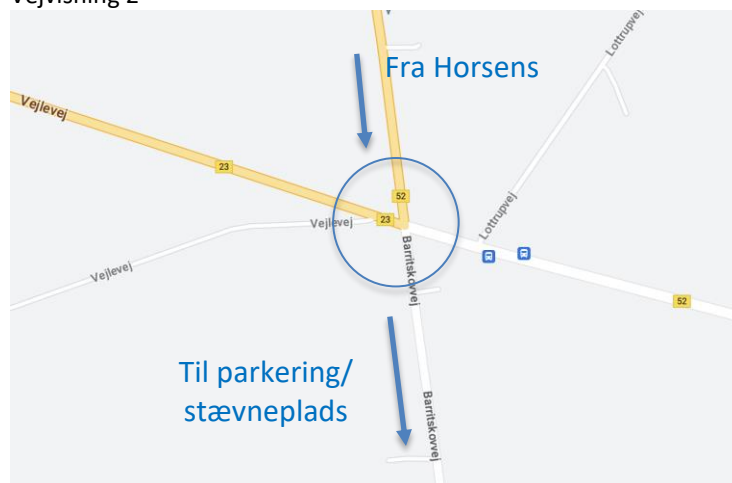 Vejvisning 2
Fra Horsens
Lottrupvej
Vejlevej
23
52
Vejlevej
23
Lottrupvej
Vejlevej
Barritskovvej
52
Til parkering/
stævneplads
Barritskovvej